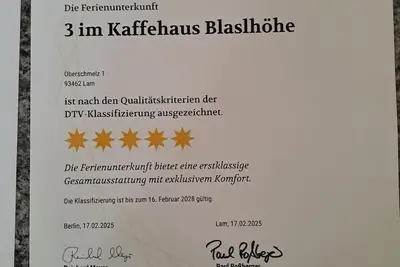 Die Ferienunterkunft
3 im Kaffehaus Blaslhöhe
Oberschmelz 1
93462 Lam
ist nach den Qualitätskriterien der
DTV-Klassifizierung ausgezeichnet.
Die Ferienunterkunft bietet eine erstklassige
Gesamtausstattung mit exklusivem Komfort.
Die Klassifizierung ist bis zum 16. Februar 2028 gültig.
Berlin, 17.02.2025
Lam, 17.02.2025
Paul Roßberger